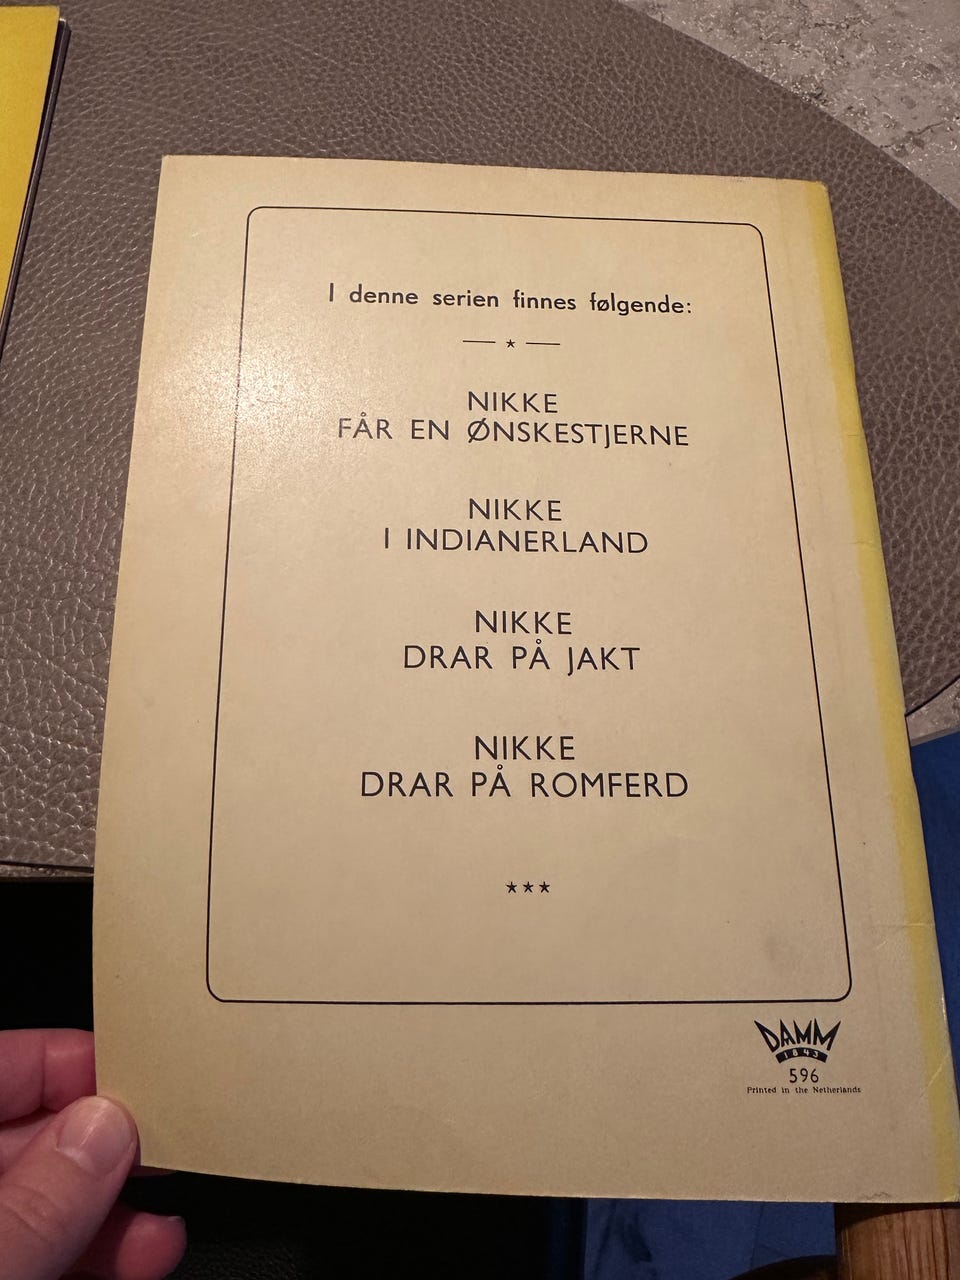 I denne serien finnes følgende:
NIKKE
FÅR EN ØNSKESTJERNE
NIKKE
I INDIANERLAND
NIKKE
DRAR PÅ JAKT
NIKKE
DRAR PÅ ROMFERD
DAMM
1843
596
Printed in the Netherlands